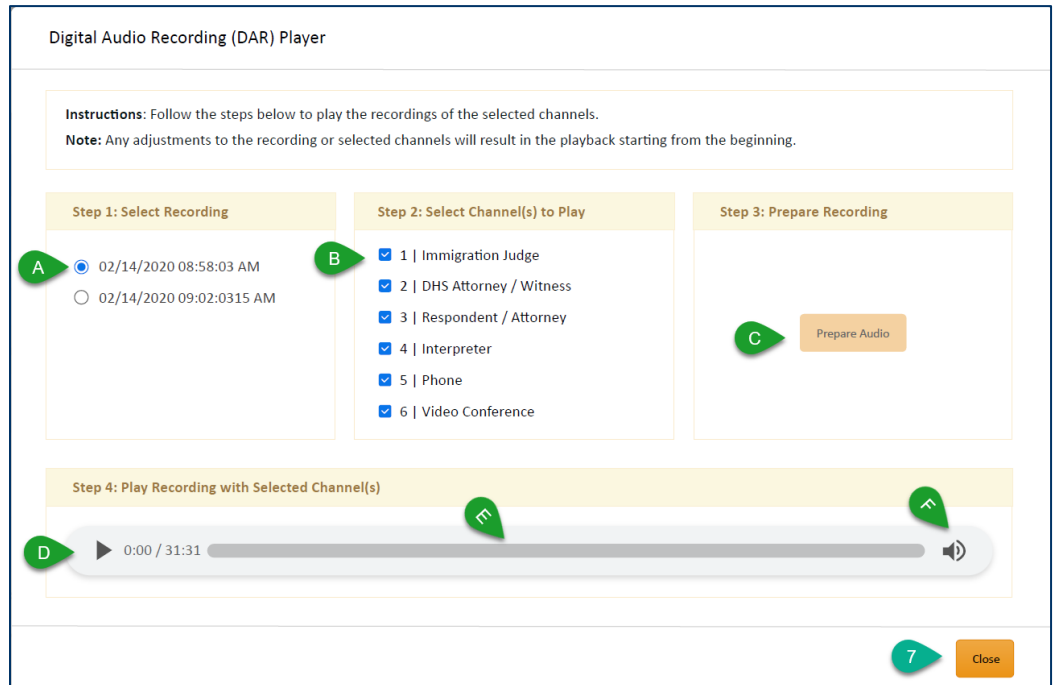 Digital Audio Recording (DAR) Player
Instructions: Follow the steps below to play the recordings of the selected channels.
Note: Any adjustments to the recording or selected channels will result in the playback starting from the beginning.
Step 1: Select Recording
A
02/14/2020 08:58:03 AM
02/14/2020 09:02:0315 AM
Step 2: Select Channel(s) to Play
B
1 | Immigration Judge
2 | DHS Attorney / Witness
3 | Respondent / Attorney
4 | Interpreter
5 | Phone
6 | Video Conference
Step 3: Prepare Recording
C
Prepare Audio
Step 4: Play Recording with Selected Channel(s)
E
F
D
0:00 / 31:31
7
Close